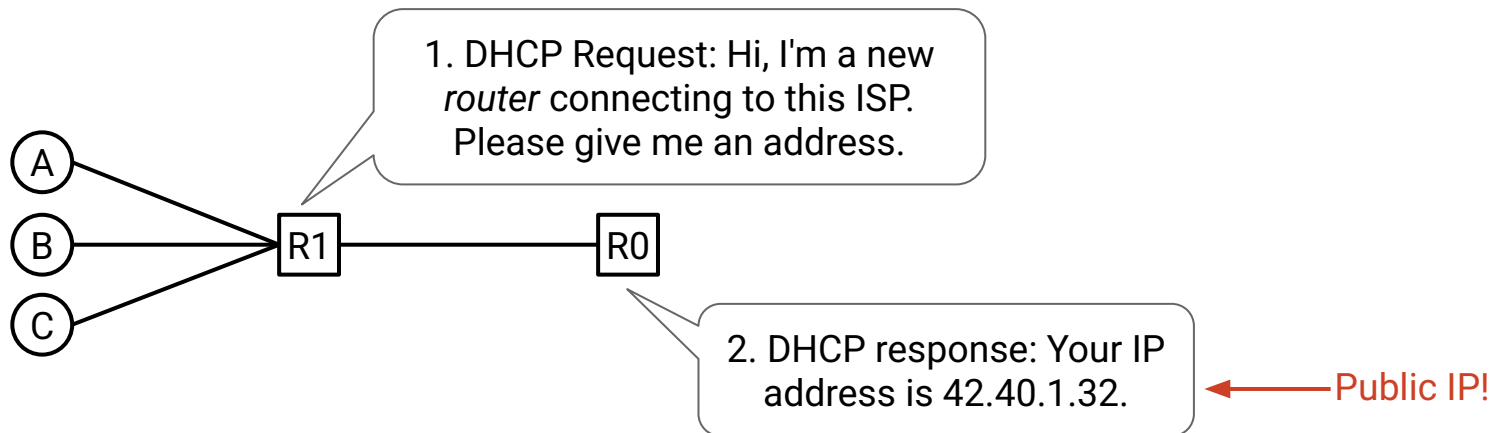 1. DHCP Request: Hi, I'm a new
router connecting to this ISP.
Please give me an address.
A
B
C
R1
R0
2. DHCP response: Your IP
address is 42.40.1.32.
Public IP!